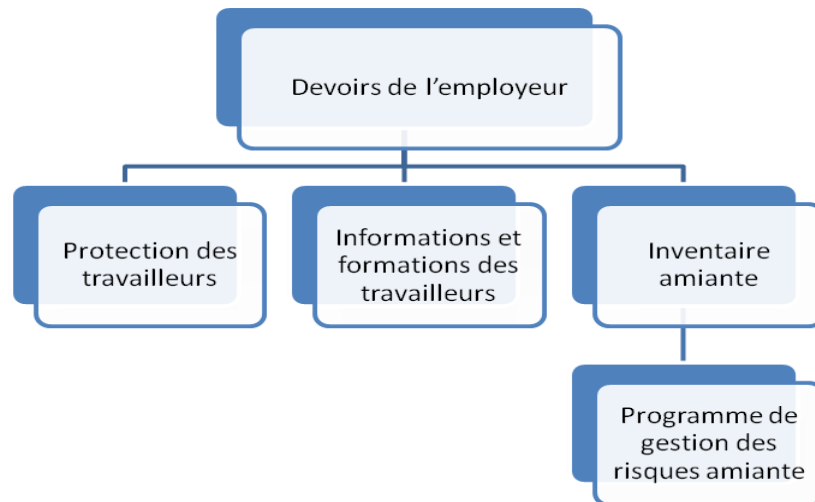 Devoirs de l'employeur
Protection des
travailleurs
Informations et
formations des
travailleurs
Inventaire
amiante
Programme de
gestion des
risques amiante